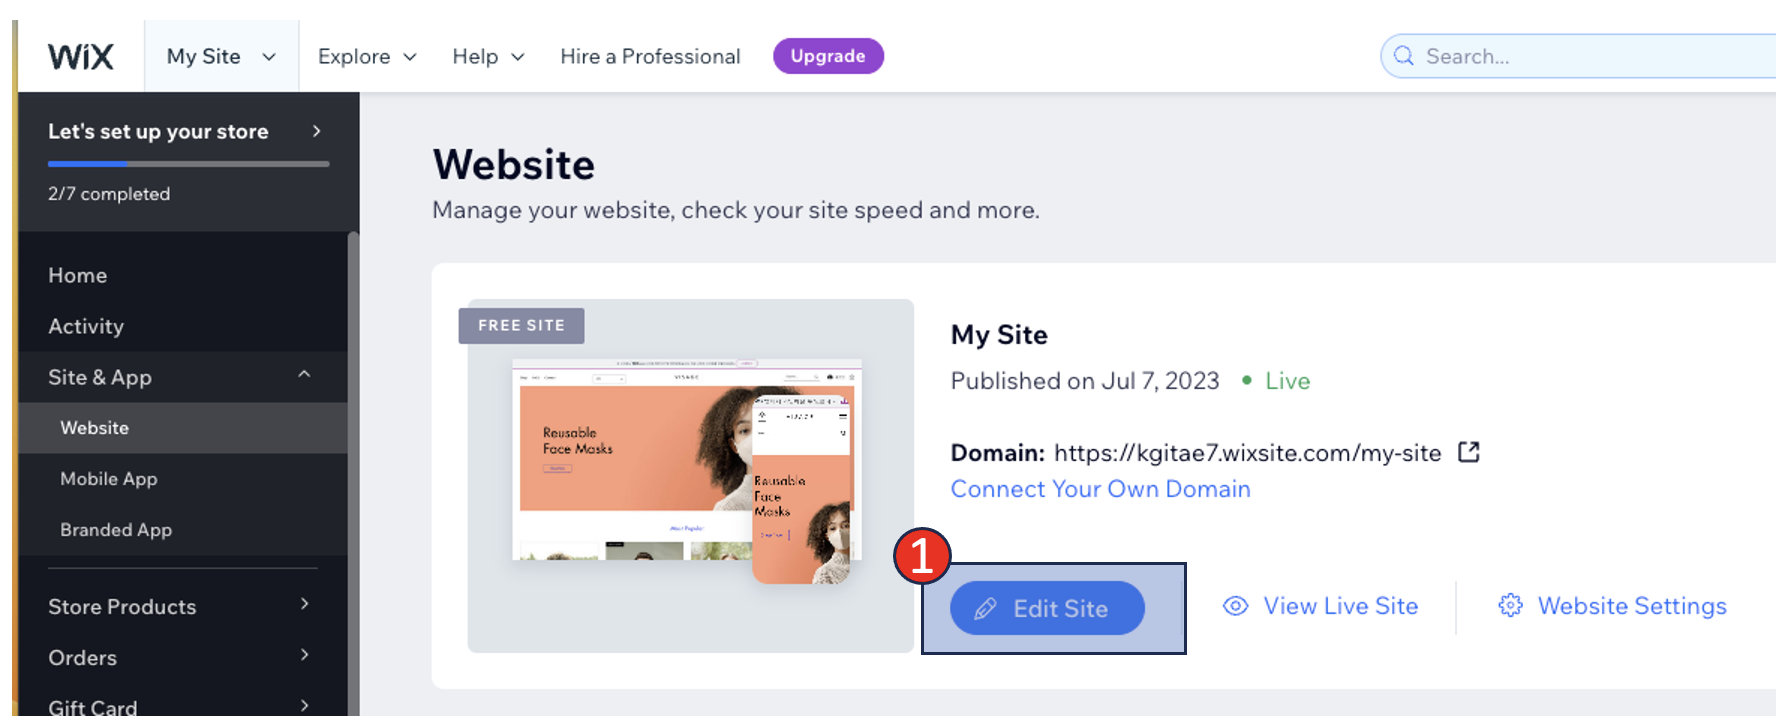 WiX My Site Explore Help Hire a Professional Upgrade Search...
Let's set up your store
2/7 completed
Home
Activity
Site & App
Website
Mobile App
Branded App
Store Products
Orders
Gift Card
Website
Manage your website, check your site speed and more.
FREE SITE
Reusable
Face Masks
Most Popular
Reusable
Face
Masks
My Site
Published on Jul 7, 2023 • Live
Domain: https://kgitae7.wixsite.com/my-site
Connect Your Own Domain
1
Edit Site View Live Site Website Settings